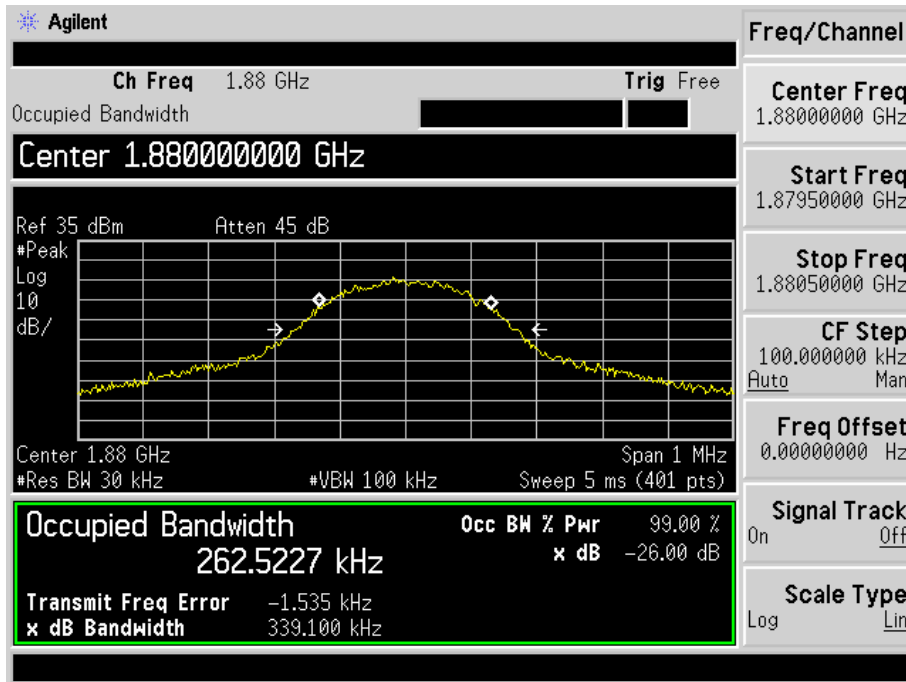 Agilent
Freq/Channel
Ch Freq 1.88 GHz Trig Free
Occupied Bandwidth
Center 1.880000000 GHz
Ref 35 dBm Atten 45 dB
#Peak
Log
10
dB/
Center 1.88 GHz Span 1 MHz
#Res BW 30 kHz #VBW 100 kHz Sweep 5 ms (401 pts)
Occupied Bandwidth
262.5227 kHz
Occ BW % Pwr 99.00 %
x dB -26.00 dB
Transmit Freq Error -1.535 kHz
x dB Bandwidth 339.100 kHz
Center Freq
1.88000000 GHz
Start Freq
1.87950000 GHz
Stop Freq
1.88050000 GHz
CF Step
100.000000 kHz
Auto Man
Freq Offset
0.00000000 Hz
Signal Track
On Off
Scale Type
Log Lin